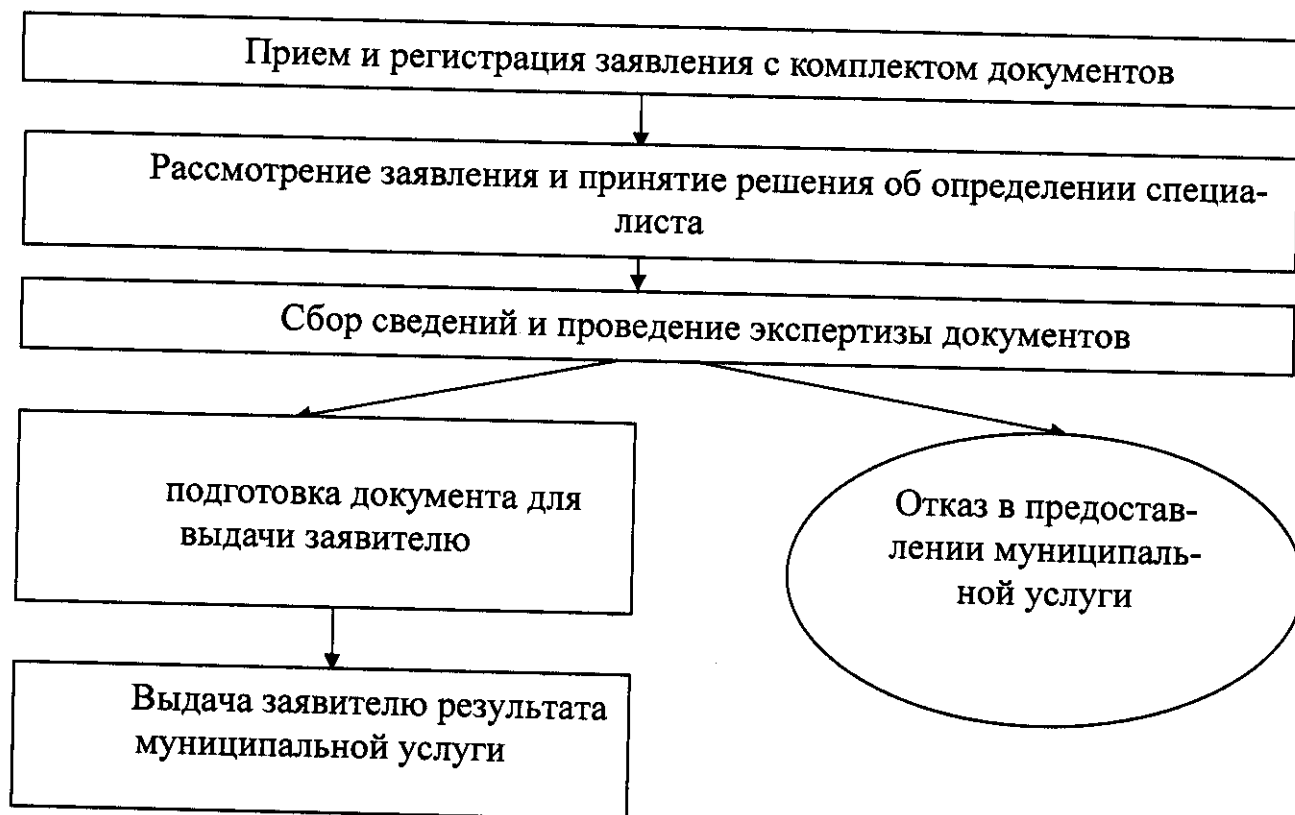 Прием и регистрация заявления с комплектом документов
Рассмотрение заявления и принятие решения об определении специа-
листа
Сбор сведений и проведение экспертизы документов
подготовка документа для
выдачи заявителю
Отказ в предостав-
лении муниципаль-
ной услуги
Выдача заявителю результата
муниципальной услуги